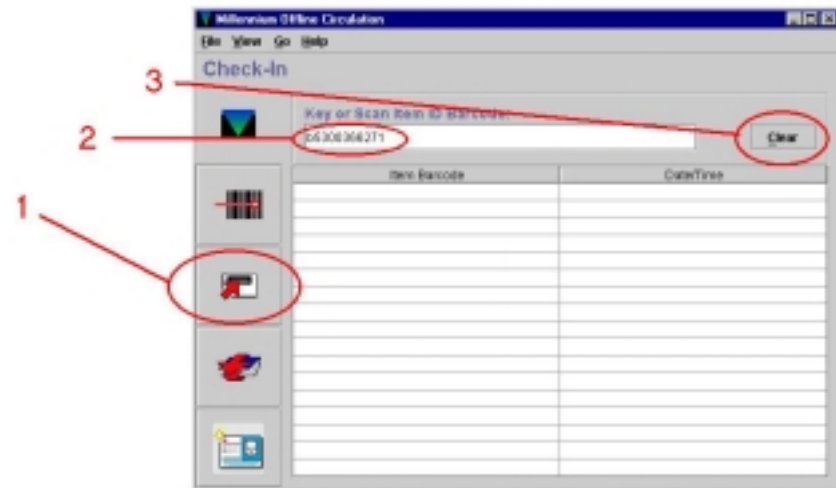 Millennium Offline Circulation
File View Go Help
Check-In
3
Key or Scan Item ID Barcode:
2
b5300366271
Clear
Item Barcode
Date/Time
1